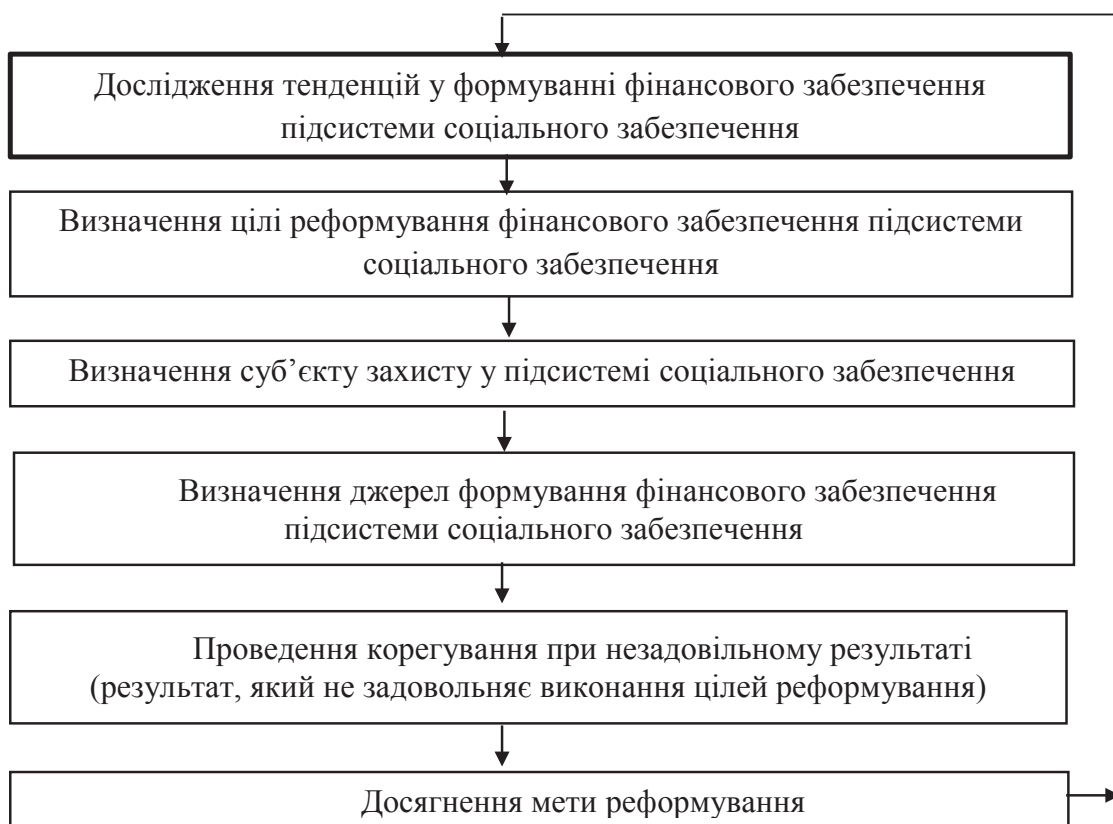 Дослідження тенденцій у формуванні фінансового забезпечення
підсистеми соціального забезпечення
Визначення цілі реформування фінансового забезпечення підсистеми
соціального забезпечення
Визначення суб’єкту захисту у підсистемі соціального забезпечення
Визначення джерел формування фінансового забезпечення
підсистеми соціального забезпечення
Проведення корегування при незадовільному результаті
(результат, який не задовольняє виконання цілей реформування)
Досягнення мети реформування